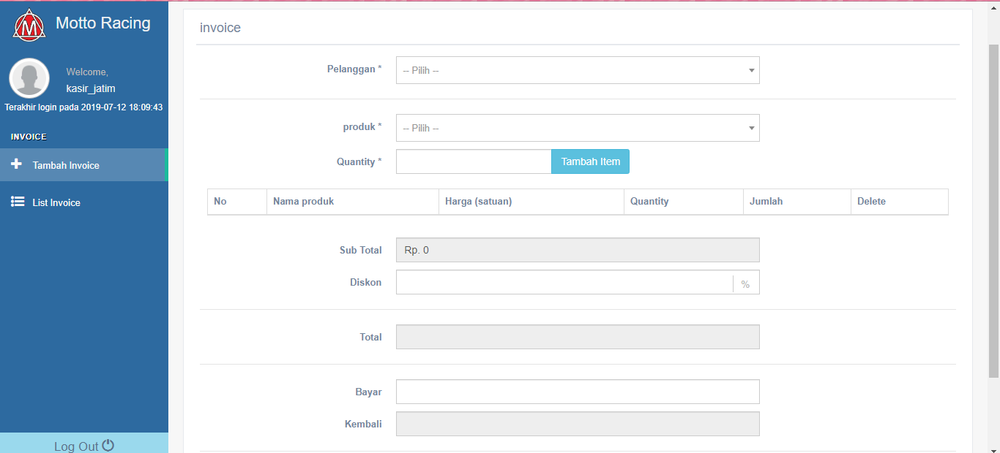 M
Motto Racing
Welcome,
kasir_jatim
Terakhir login pada 2019-07-12 18:09:43
INVOICE
Tambah Invoice
List Invoice
Log Out
invoice
Pelanggan * -- Pilih --
produk * -- Pilih --
Quantity * Tambah Item
No Nama produk Harga (satuan) Quantity Jumlah Delete
Sub Total Rp. 0
Diskon %
Total
Bayar
Kembali